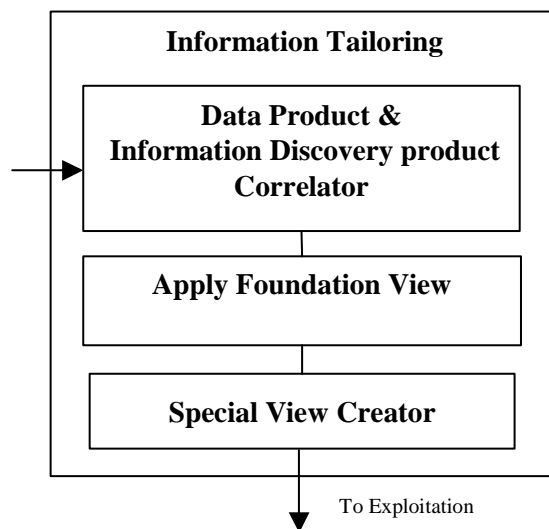 Information Tailoring
Data Product &
Information Discovery product
Correlator
Apply Foundation View
Special View Creator
To Exploitation